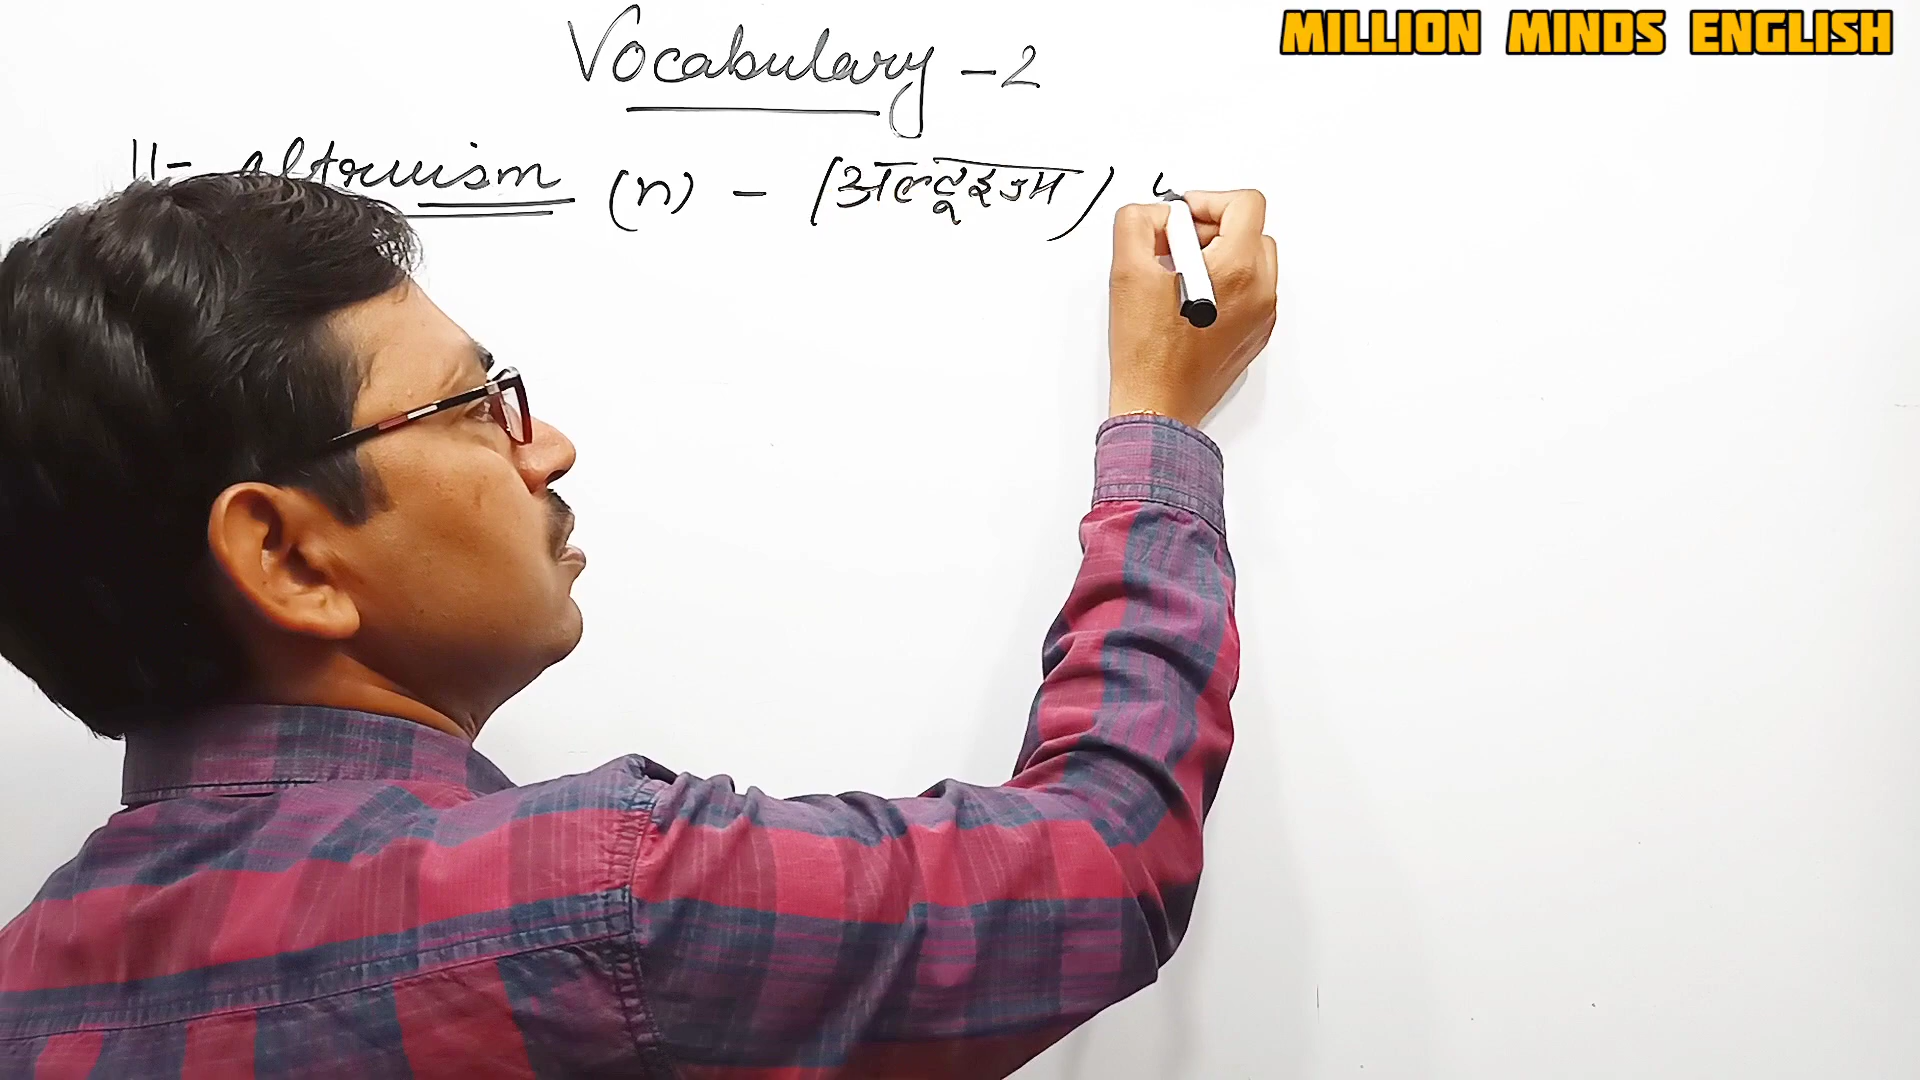 MILLION MINDS ENGLISH
Vocabulary - 2
11- Altruism (n) - (अल्ट्रूइज्म)